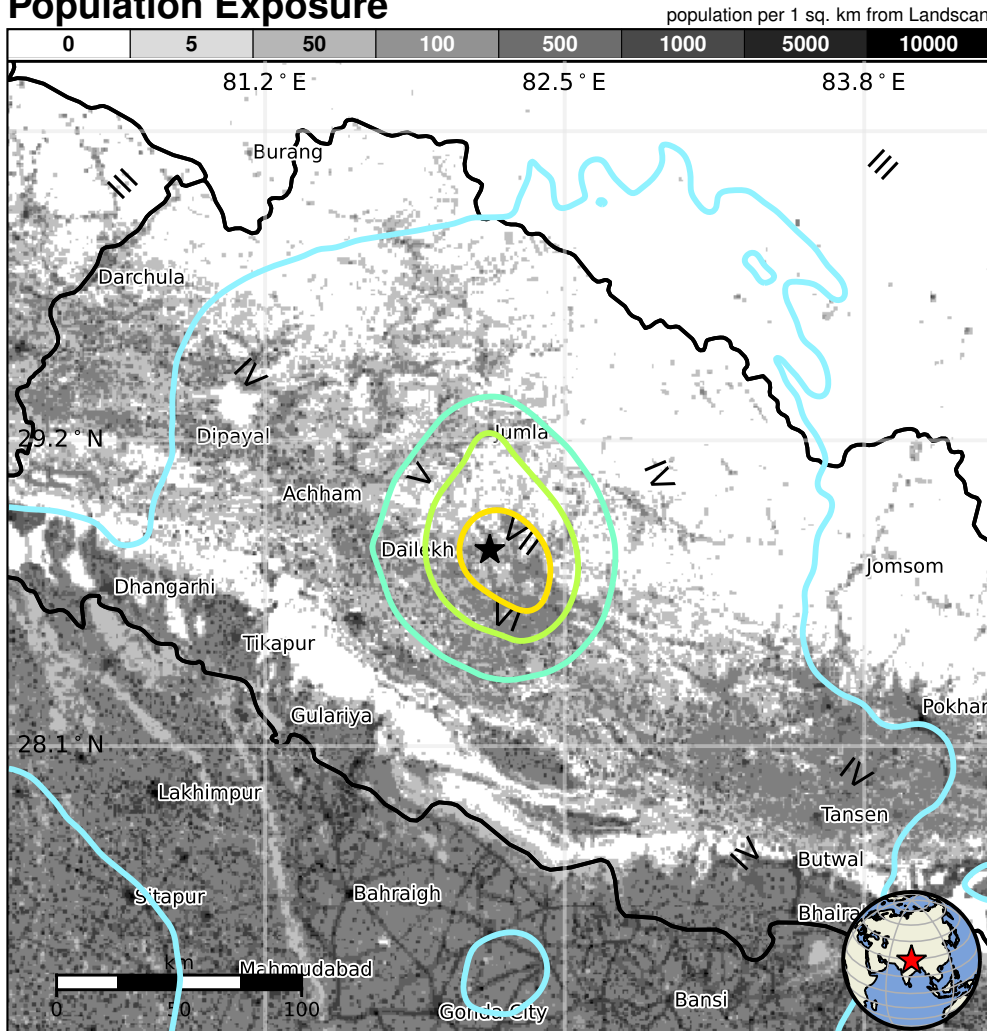 Population Exposure
population per 1 sq. km from Landscan
0 5 50 100 500 1000 5000 10000
81.2°E 82.5°E 83.8°E
Burang
III
III
Darchula
IV
29.2°N
Dipayal
Jumla
V
IV
Achham
VII
Dailekh
Jomsom
Dhangarhi
VI
Tikapur
Pokhar
Gulariya
28.1°N
IV
Lakhimpur
Tansen
IV
Butwal
Sitapur
Bahraigh
Bhaira
km
Mahmudabad
0 50 100
Gonda City
Bansi